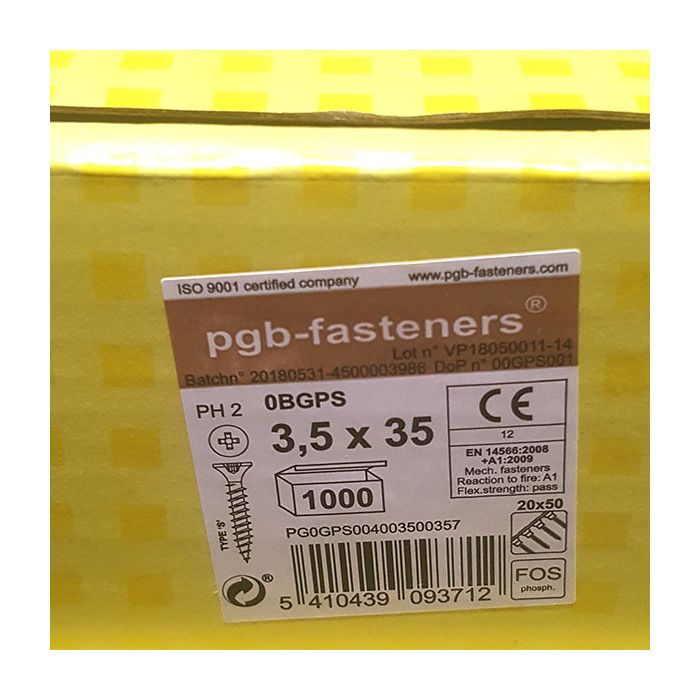 ISO 9001 certified company
www.pgb-fasteners.com
pgb-fasteners®
Lot n° VP18050011-14
Batchn° 20180531-4500003986 DoP n° 00GPS001
PH 2
0BGPS
3,5 x 35
CE
12
EN 14566:2008
+A1:2009
Mech. fasteners
Reaction to fire: A1
Flex.strength: pass
1000
TYPE 'S'
20x50
PG0GPS004003500357
®
5 410439 093712
FOS
phosph.